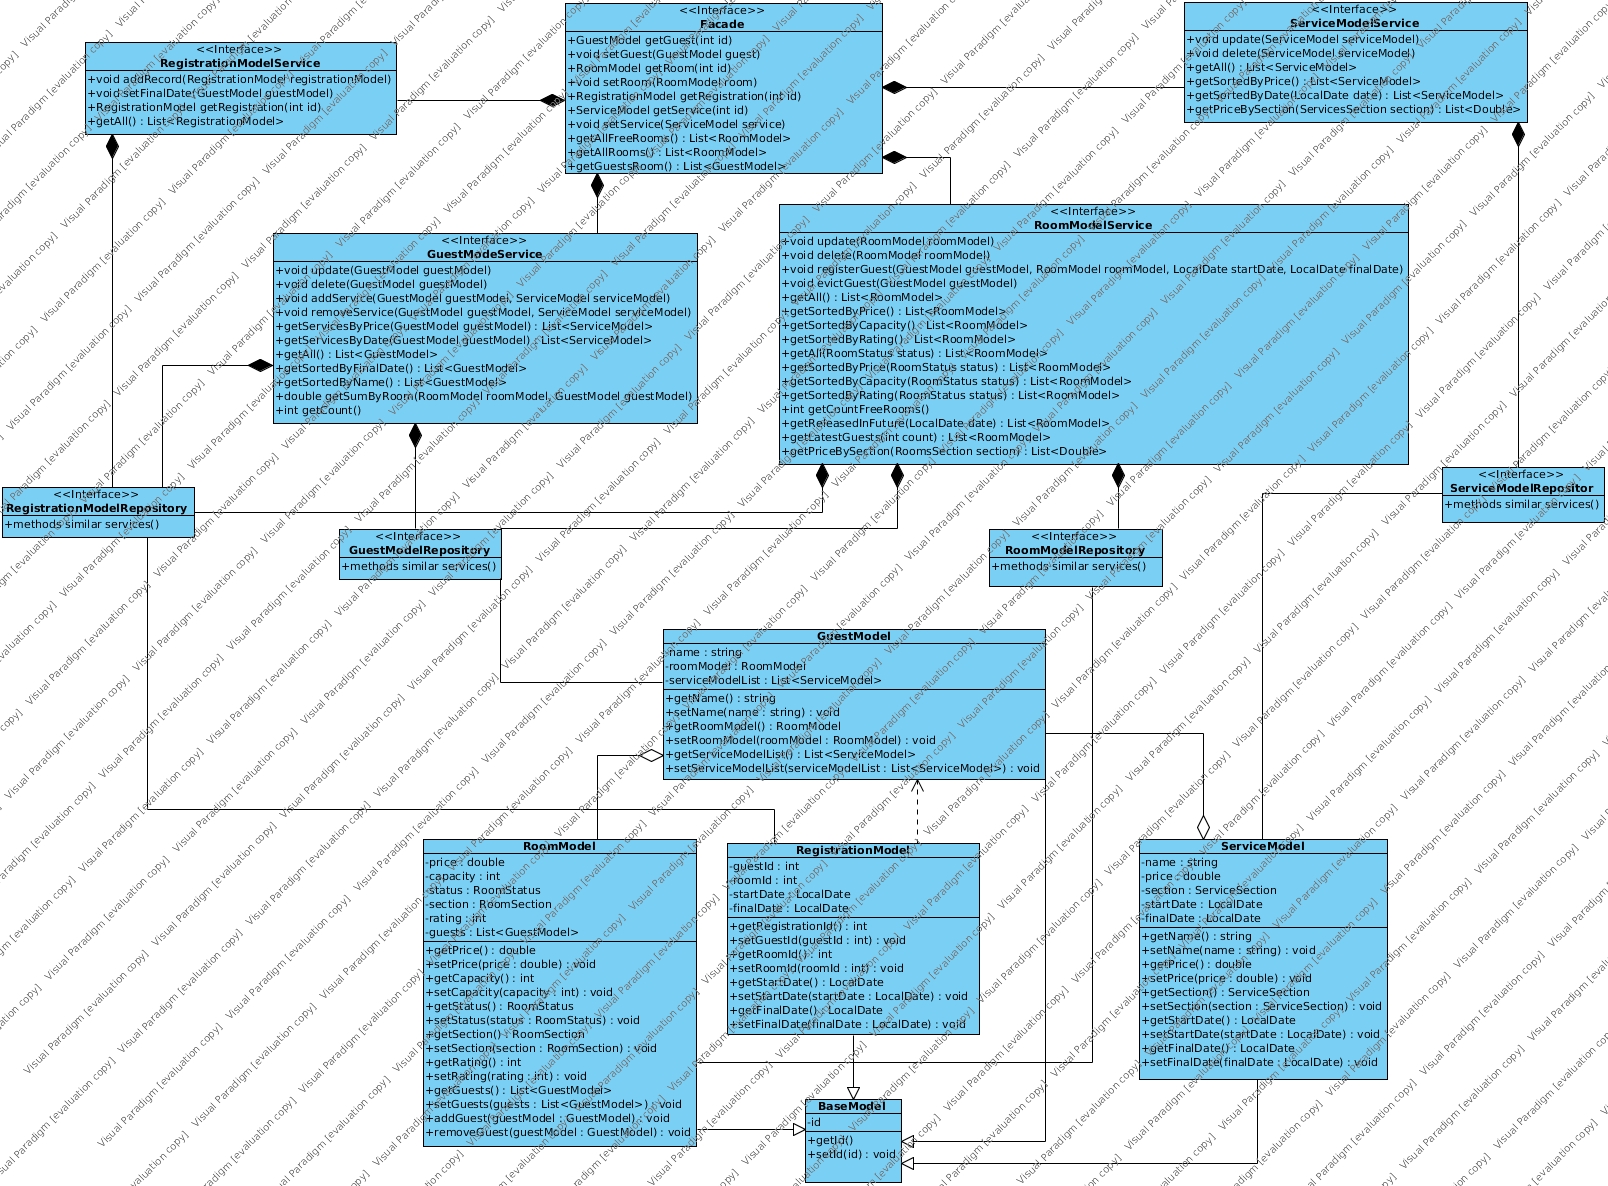 <<Interface>>
Facade
+GuestModel getGuest(int id)
+void setGuest(GuestModel guest)
+RoomModel getRoom(int id)
+void setRoom(RoomModel room)
+RegistrationModel getRegistration(int id)
+ServiceModel getService(int id)
+void setService(ServiceModel service)
+getAllFreeRooms() : List<RoomModel>
+getAllRooms() : List<RoomModel>
+getGuestsRoom() : List<GuestModel>
<<Interface>>
ServiceModelService
+void update(ServiceModel serviceModel)
+void delete(ServiceModel serviceModel)
+getAll() : List<ServiceModel>
+getSortedByPrice() : List<ServiceModel>
+getSortedByDate(LocalDate date) : List<ServiceModel>
+getPriceBySection(ServicesSection section) : List<Double>
<<Interface>>
RegistrationModelService
+void addRecord(RegistrationModel registrationModel)
+void setFinalDate(GuestModel guestModel)
+RegistrationModel getRegistration(int id)
+getAll() : List<RegistrationModel>
<<Interface>>
GuestModeService
+void update(GuestModel guestModel)
+void delete(GuestModel guestModel)
+void addService(GuestModel guestModel, ServiceModel serviceModel)
+void removeService(GuestModel guestModel, ServiceModel serviceModel)
+getServicesByPrice(GuestModel guestModel) : List<ServiceModel>
+getServicesByDate(GuestModel guestModel) : List<ServiceModel>
+getAll() : List<GuestModel>
+getSortedByFinalDate() : List<GuestModel>
+getSortedByName() : List<GuestModel>
+double getSumByRoom(RoomModel roomModel, GuestModel guestModel)
+int getCount()
<<Interface>>
RoomModelService
+void update(RoomModel roomModel)
+void delete(RoomModel roomModel)
+void registerGuest(GuestModel guestModel, RoomModel roomModel, LocalDate startDate, LocalDate finalDate)
+void evictGuest(GuestModel guestModel)
+getAll() : List<RoomModel>
+getSortedByPrice() : List<RoomModel>
+getSortedByCapacity() : List<RoomModel>
+getSortedByRating() : List<RoomModel>
+getAll(RoomStatus status) : List<RoomModel>
+getSortedByPrice(RoomStatus status) : List<RoomModel>
+getSortedByCapacity(RoomStatus status) : List<RoomModel>
+getSortedByRating(RoomStatus status) : List<RoomModel>
+int getCountFreeRooms()
+getReleasedInFuture(LocalDate date) : List<RoomModel>
+getLatestGuests(int count) : List<RoomModel>
+getPriceBySection(RoomsSection section) : List<Double>
<<Interface>>
RegistrationModelRepository
+methods similar services()
<<Interface>>
GuestModelRepository
+methods similar services()
<<Interface>>
RoomModelRepository
+methods similar services()
<<Interface>>
ServiceModelRepositor
+methods similar services()
GuestModel
-name : string
-roomModel : RoomModel
-serviceModelList : List<ServiceModel>
+getName() : string
+setName(name : string) : void
+getRoomModel() : RoomModel
+setRoomModel(roomModel : RoomModel) : void
+getServiceModelList() : List<ServiceModel>
+setServiceModelList(serviceModelList : List<ServiceModel>) : void
RoomModel
-price : double
-capacity : int
-status : RoomStatus
-section : RoomSection
-rating : int
-guests : List<GuestModel>
+getPrice() : double
+setPrice(price : double) : void
+getCapacity() : int
+setCapacity(capacity : int) : void
+getStatus() : RoomStatus
+setStatus(status : RoomStatus) : void
+getSection() : RoomSection
+setSection(section : RoomSection) : void
+getRating() : int
+setRating(rating : int) : void
+getGuests() : List<GuestModel>
+setGuests(guests : List<GuestModel>) : void
+addGuest(guestModel : GuestModel) : void
+removeGuest(guestModel : GuestModel) : void
RegistrationModel
-guestId : int
-roomId : int
-startDate : LocalDate
-finalDate : LocalDate
+getRegistrationId() : int
+setGuestId(guestId : int) : void
+getRoomId() : int
+setRoomId(roomId : int) : void
+getStartDate() : LocalDate
+setStartDate(startDate : LocalDate) : void
+getFinalDate() : LocalDate
+setFinalDate(finalDate : LocalDate) : void
ServiceModel
-name : string
-price : double
-section : ServiceSection
-startDate : LocalDate
-finalDate : LocalDate
+getName() : string
+setName(name : string) : void
+getPrice() : double
+setPrice(price : double) : void
+getSection() : ServiceSection
+setSection(section : ServiceSection) : void
+getStartDate() : LocalDate
+setStartDate(startDate : LocalDate) : void
+getFinalDate() : LocalDate
+setFinalDate(finalDate : LocalDate) : void
BaseModel
-id
+getId()
+setId(id) : void
Visual Paradigm [evaluation copy]